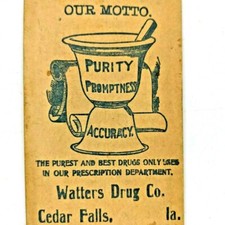 OUR MOTTO.
PURITY
PROMPTNESS
ACCURACY.
THE PUREST AND BEST DRUGS ONLY USED
IN OUR PRESCRIPTION DEPARTMENT.
Watters Drug Co.
Cedar Falls, Ia.